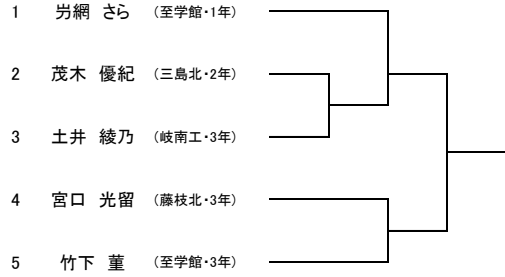 1 屶網 さら （至学館・1年）
2 茂木 優紀 （三島北・2年）
3 土井 綾乃 （岐南工・3年）
4 宮口 光留 （藤枝北・3年）
5 竹下 菫 （至学館・3年）